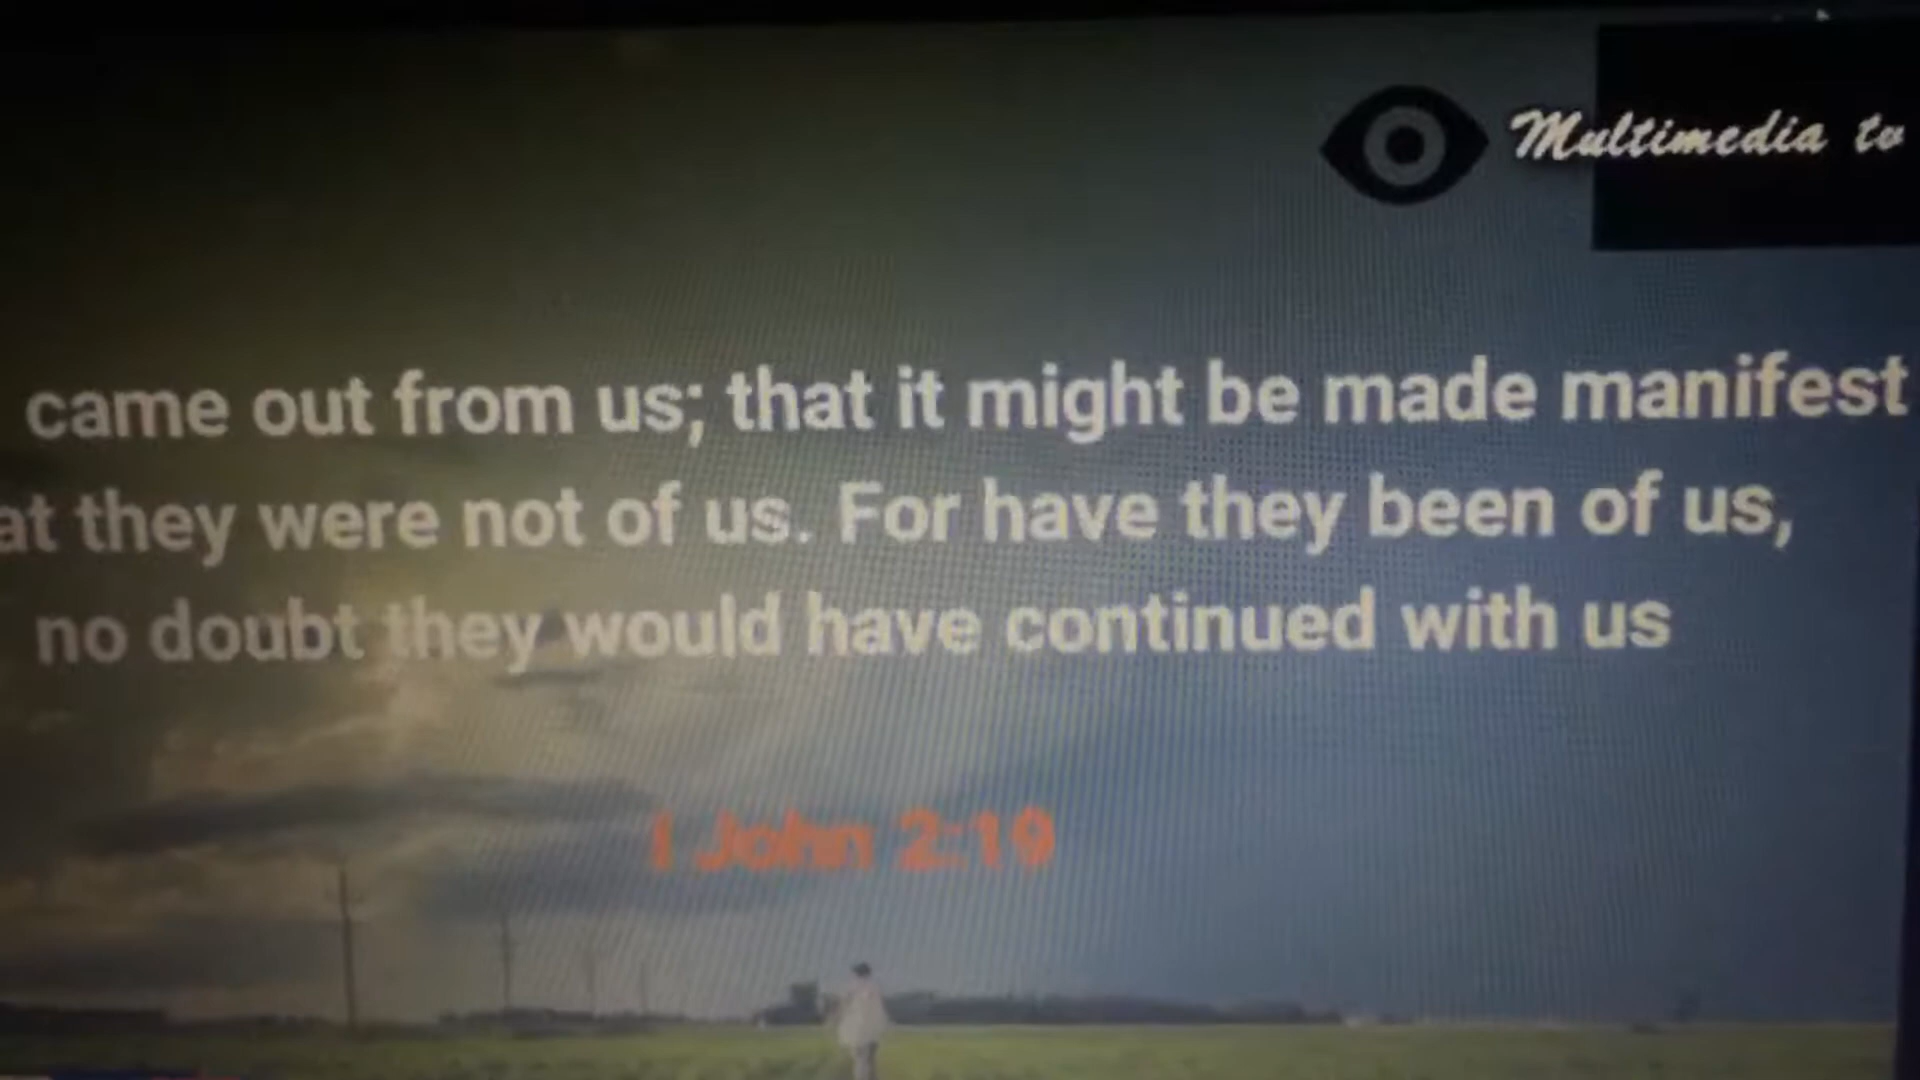 Multimedia tv
came out from us; that it might be made manifest
at they were not of us. For have they been of us,
no doubt they would have continued with us
I John 2:19